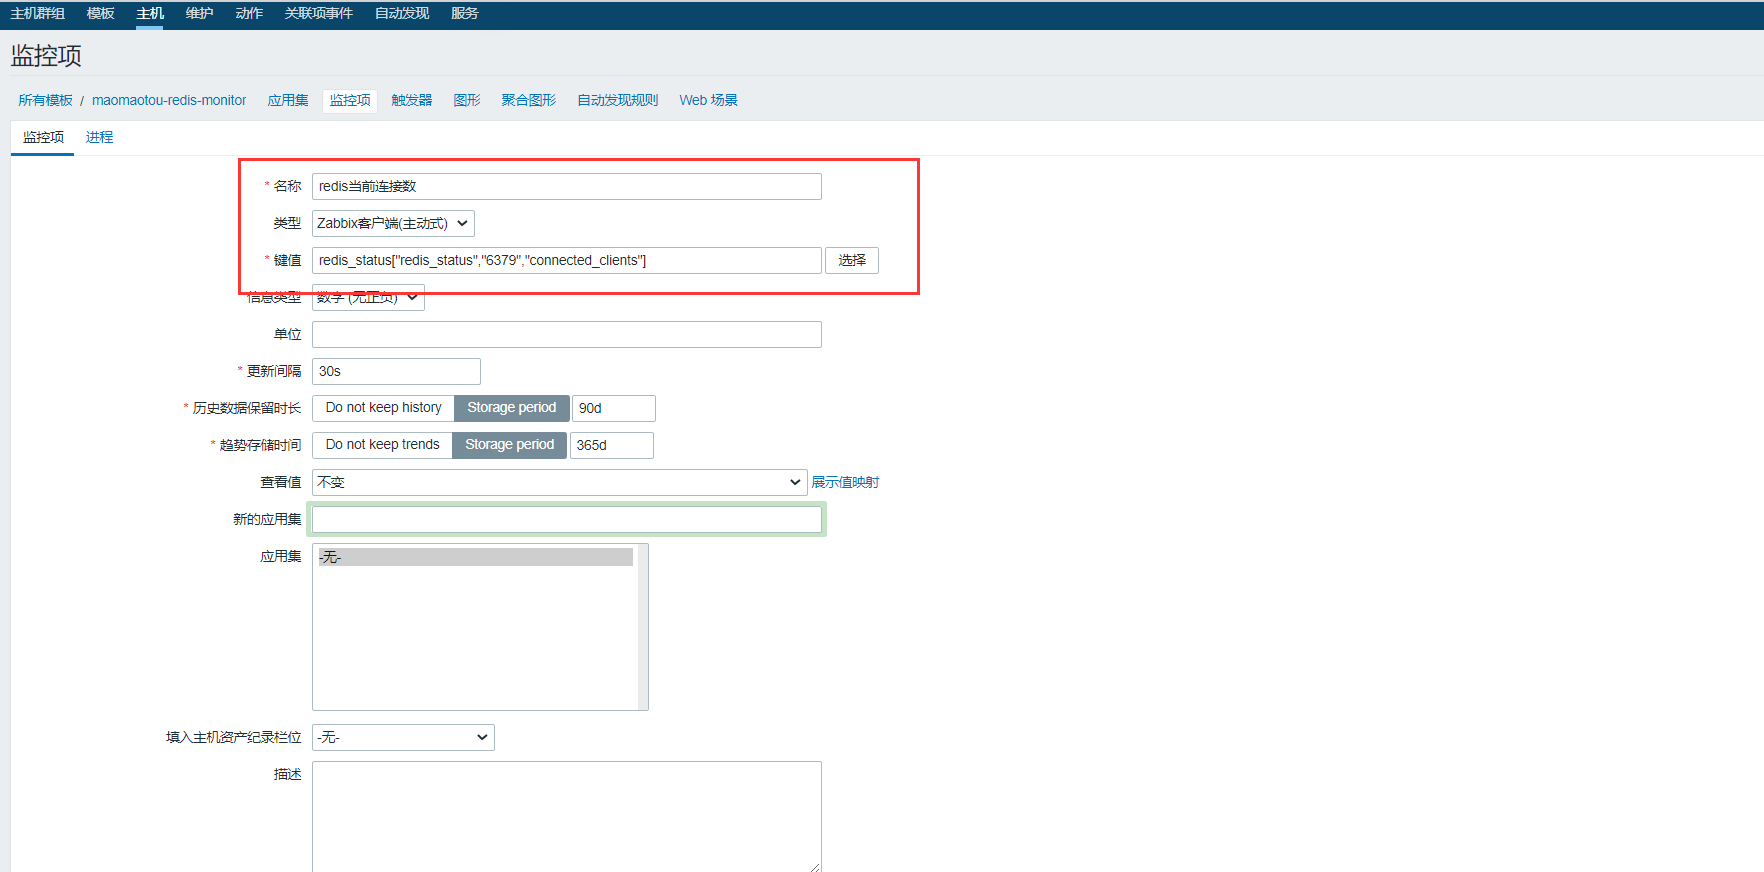 主机群组 模板 主机 维护 动作 关联项事件 自动发现 服务
监控项
所有模板 / maomaotou-redis-monitor 应用集 监控项 触发器 图形 聚合图形 自动发现规则 Web 场景
监控项 进程
* 名称 redis当前连接数
类型 Zabbix客户端(主动式)
* 键值 redis_status["redis_status","6379","connected_clients"] 选择
信息类型 数字 (无正负)
单位
* 更新间隔 30s
* 历史数据保留时长 Do not keep history Storage period 90d
* 趋势存储时间 Do not keep trends Storage period 365d
查看值 不变 展示值映射
新的应用集
应用集 -无-
填入主机资产纪录栏位 -无-
描述